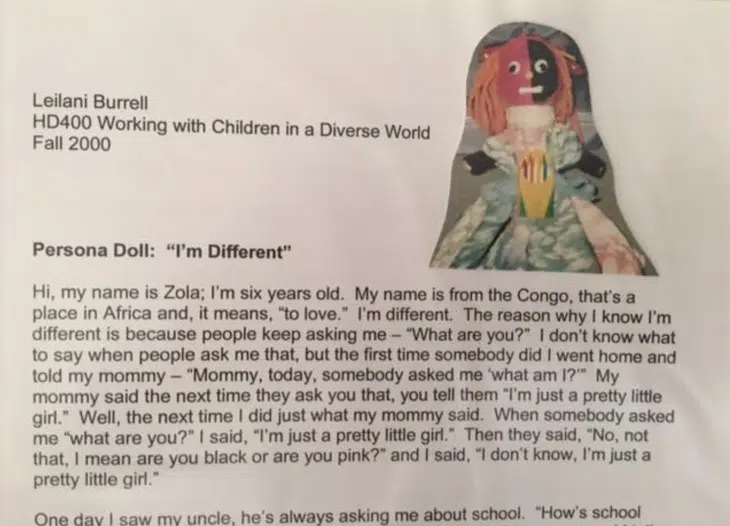 Leilani Burrell
HD400 Working with Children in a Diverse World
Fall 2000
Persona Doll: “I’m Different”
Hi, my name is Zola; I’m six years old. My name is from the Congo, that’s a
place in Africa and, it means, “to love.” I’m different. The reason why I know I’m
different is because people keep asking me – “What are you?” I don’t know what
to say when people ask me that, but the first time somebody did I went home and
told my mommy – “Mommy, today, somebody asked me ‘what am I?’” My
mommy said the next time they ask you that, you tell them “I’m just a pretty little
girl.” Well, the next time I did just what my mommy said. When somebody asked
me “what are you?” I said, “I’m just a pretty little girl.” Then they said, “No, not
that, I mean are you black or are you pink?” and I said, “I don’t know, I’m just a
pretty little girl.”
One day I saw my uncle, he’s always asking me about school. “How’s school